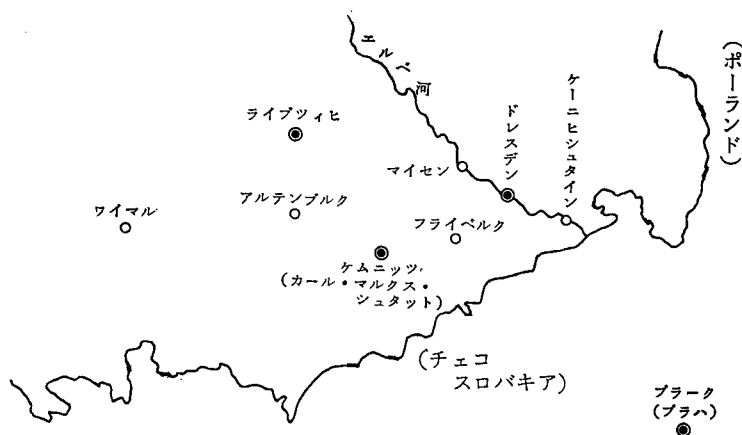 エルベ河
(ポーランド)
ケーニヒシュタイン
ドレスデン
ライプツィヒ
マイセン
アルテンブルク
ワイマル
フライベルク
ケムニッツ
(カール・マルクス・
シュタット)
(チェコ
スロバキア)
プラーク
(プラハ)